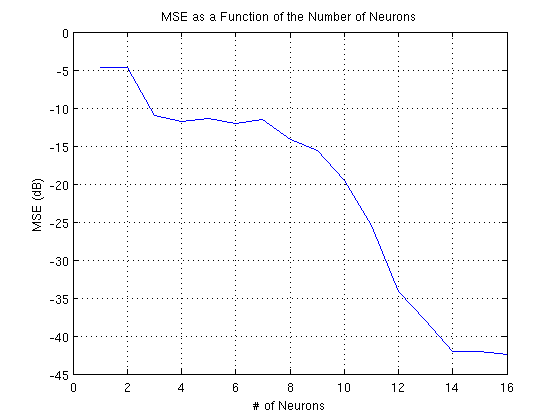 MSE as a Function of the Number of Neurons
0
-5
-10
-15
-20
-25
-30
-35
-40
-45
MSE (dB)
0 2 4 6 8 10 12 14 16
# of Neurons